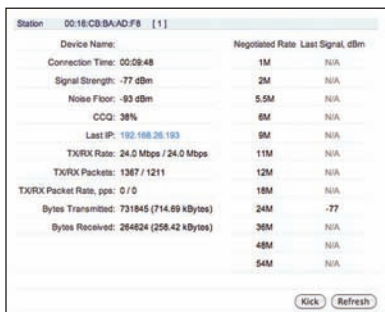 Station 00:16:CB:BA:AD:F8 [1]
Device Name:
Connection Time: 00:09:48
Signal Strength: -77 dBm
Noise Floor: -93 dBm
CCQ: 38%
Last IP: 192.168.26.193
TX/RX Rate: 24.0 Mbps / 24.0 Mbps
TX/RX Packets: 1367 / 1211
TX/RX Packet Rate, pps: 0 / 0
Bytes Transmitted: 731845 (714.69 kBytes)
Bytes Received: 264624 (258.42 kBytes)
Negotiated Rate Last Signal, dBm
1M N/A
2M N/A
5.5M N/A
6M N/A
9M N/A
11M N/A
12M N/A
18M N/A
24M -77
36M N/A
48M N/A
54M N/A
Kick Refresh